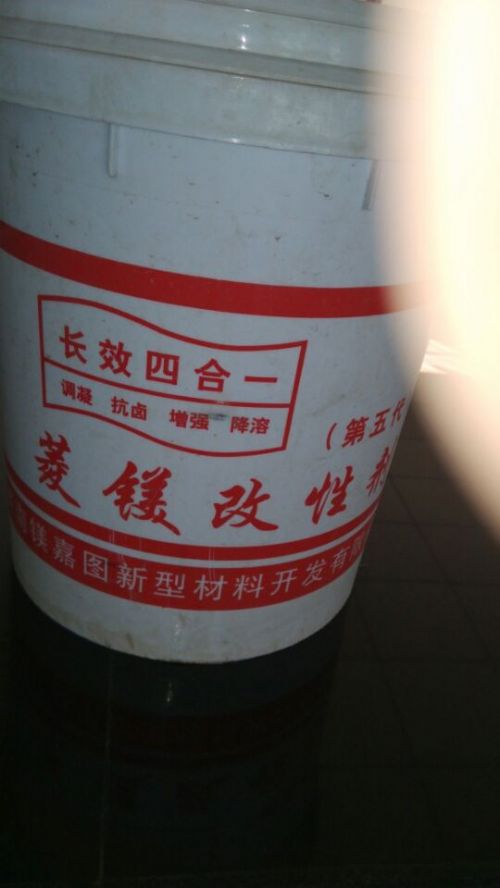 长效四合一
调凝 抗卤 增强 降溶
（第五代
菱镁改性剂
镁嘉图新型材料开发有限